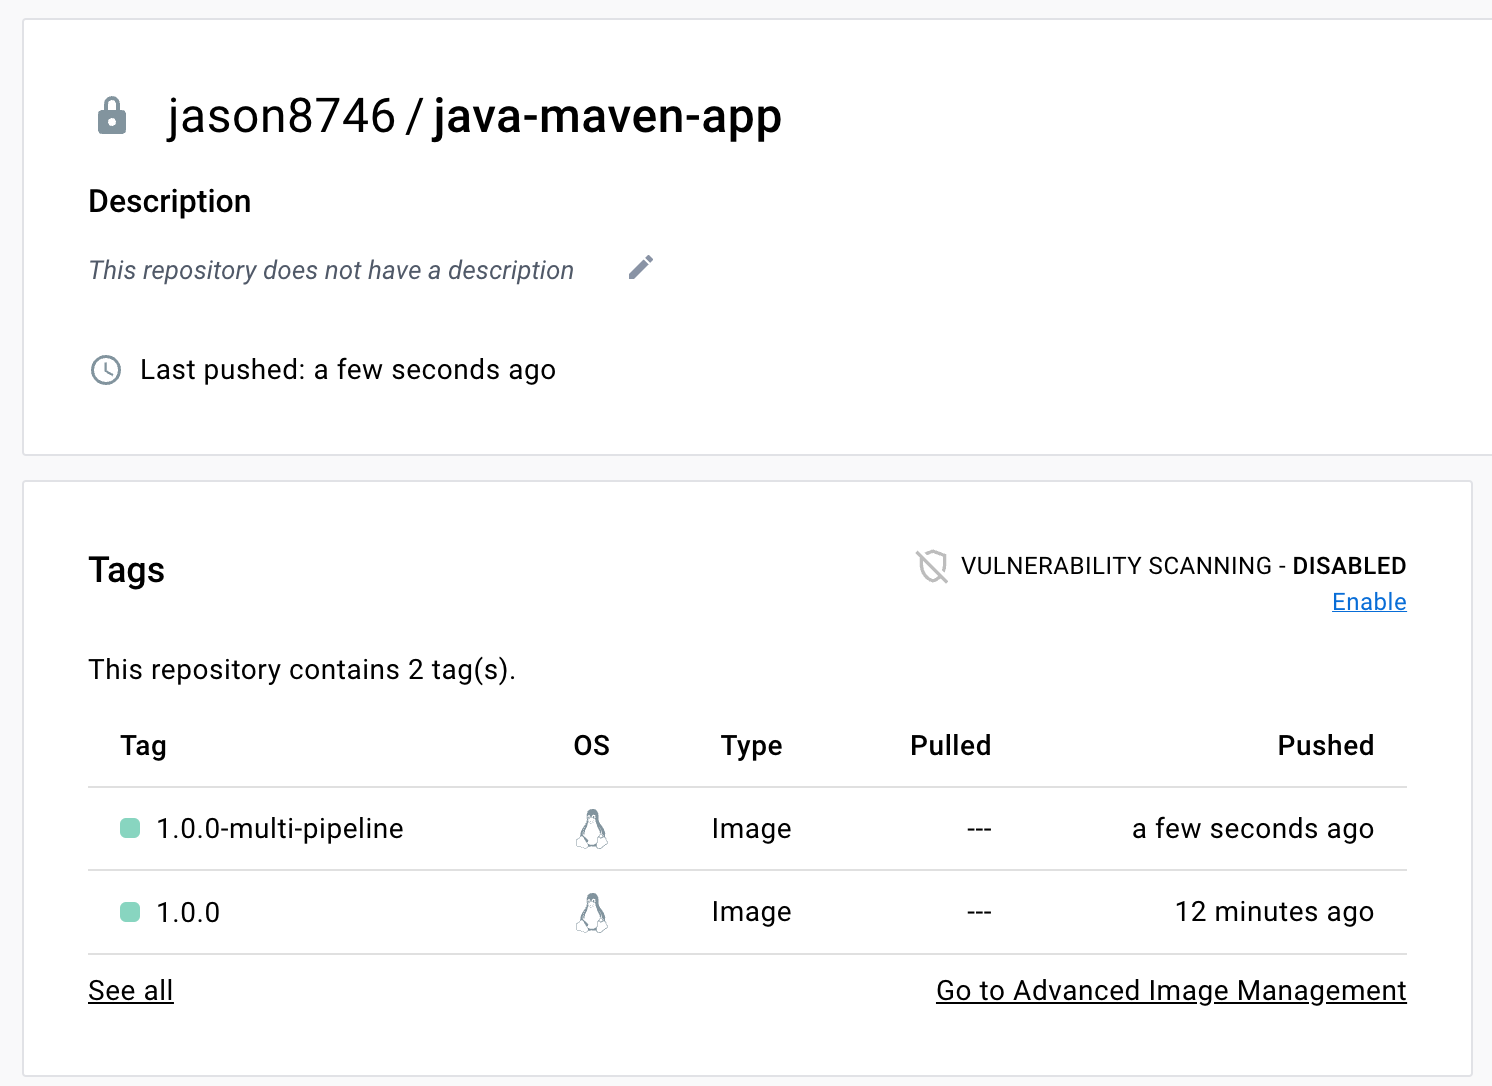 jason8746 / java-maven-app
Description
This repository does not have a description
Last pushed: a few seconds ago
Tags
VULNERABILITY SCANNING - DISABLED
Enable
This repository contains 2 tag(s).
Tag OS Type Pulled Pushed
1.0.0-multi-pipeline Image --- a few seconds ago
1.0.0 Image --- 12 minutes ago
See all Go to Advanced Image Management